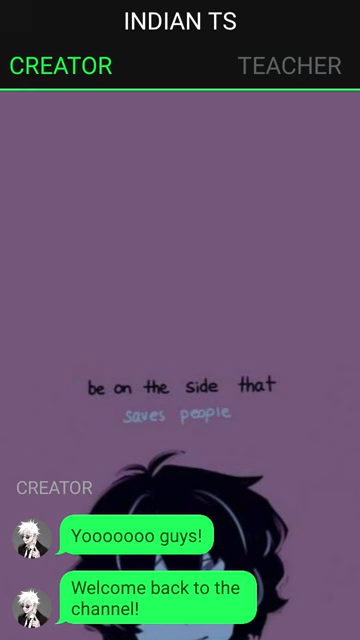 INDIAN TS
CREATOR TEACHER
be on the side that
saves people
CREATOR
Yooooooo guys!
Welcome back to the
channel!